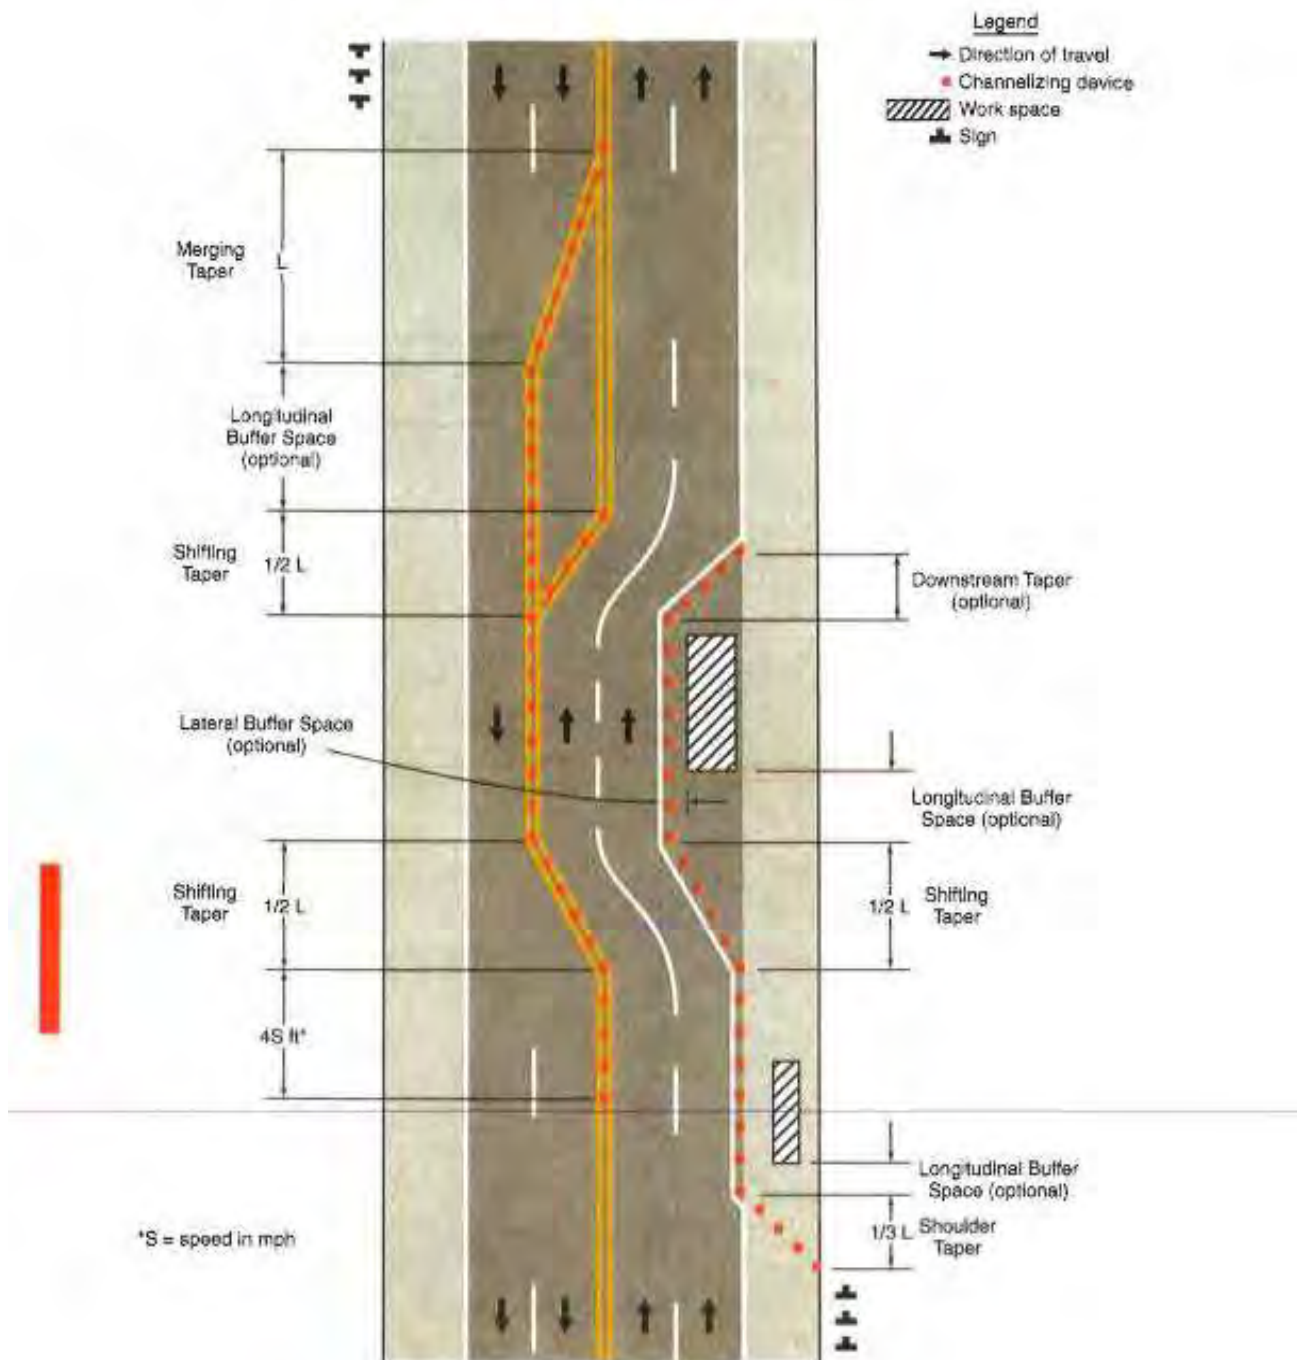 Legend
Direction of travel
Channelizing device
Work space
Sign
Merging
Taper
L
Longitudinal
Buffer Space
(optional)
Shifting
Taper
1/2 L
Downstream Taper
(optional)
Lateral Buffer Space
(optional)
Longitudinal Buffer
Space (optional)
Shifting
Taper
1/2 L
1/2 L
Shifting
Taper
4S ft*
Longitudinal Buffer
Space (optional)
1/3 L
Shoulder
Taper
*S = speed in mph